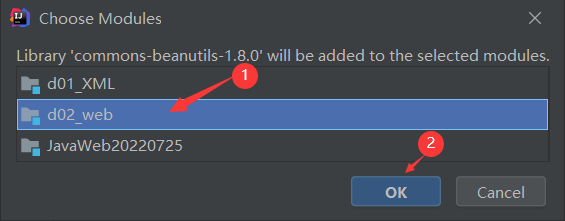 Choose Modules
Library 'commons-beanutils-1.8.0' will be added to the selected modules.
d01_XML
1
d02_web
JavaWeb20220725
2
OK Cancel